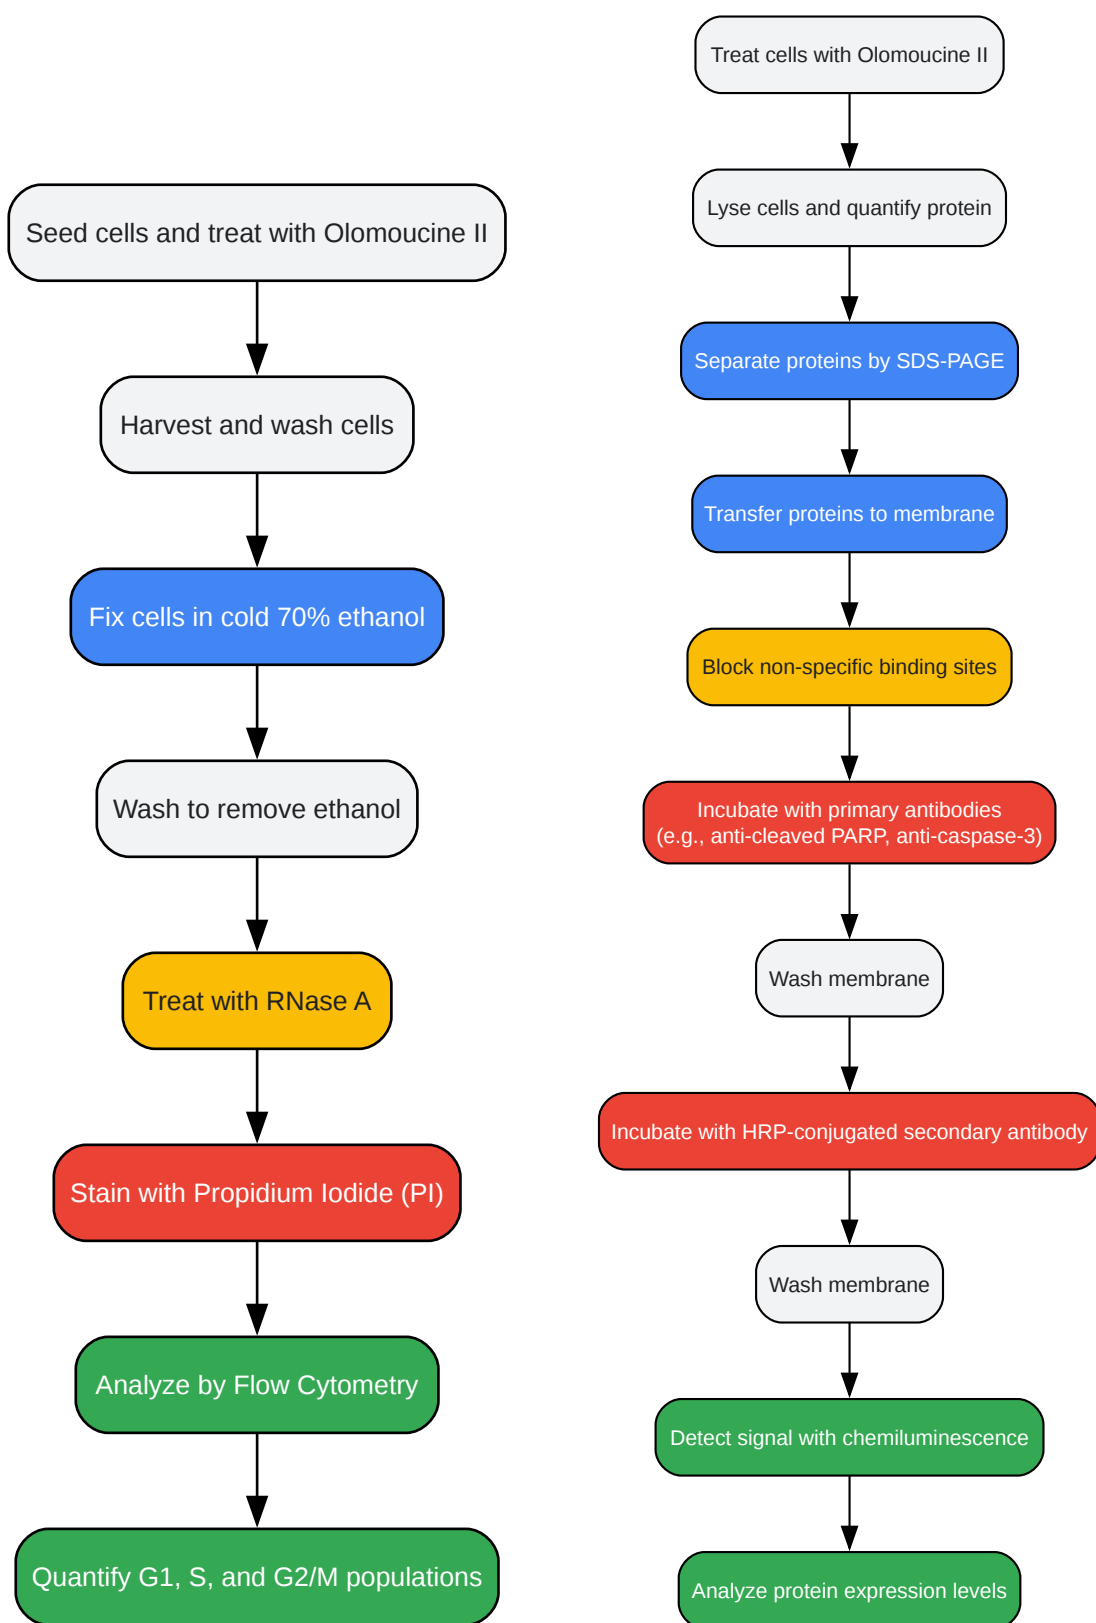 Seed cells and treat with Olomoucine II
Harvest and wash cells
Fix cells in cold 70% ethanol
Wash to remove ethanol
Treat with RNase A
Stain with Propidium Iodide (PI)
Analyze by Flow Cytometry
Quantify G1, S, and G2/M populations
Treat cells with Olomoucine II
Lyse cells and quantify protein
Separate proteins by SDS-PAGE
Transfer proteins to membrane
Block non-specific binding sites
Incubate with primary antibodies
(e.g., anti-cleaved PARP, anti-caspase-3)
Wash membrane
Incubate with HRP-conjugated secondary antibody
Wash membrane
Detect signal with chemiluminescence
Analyze protein expression levels